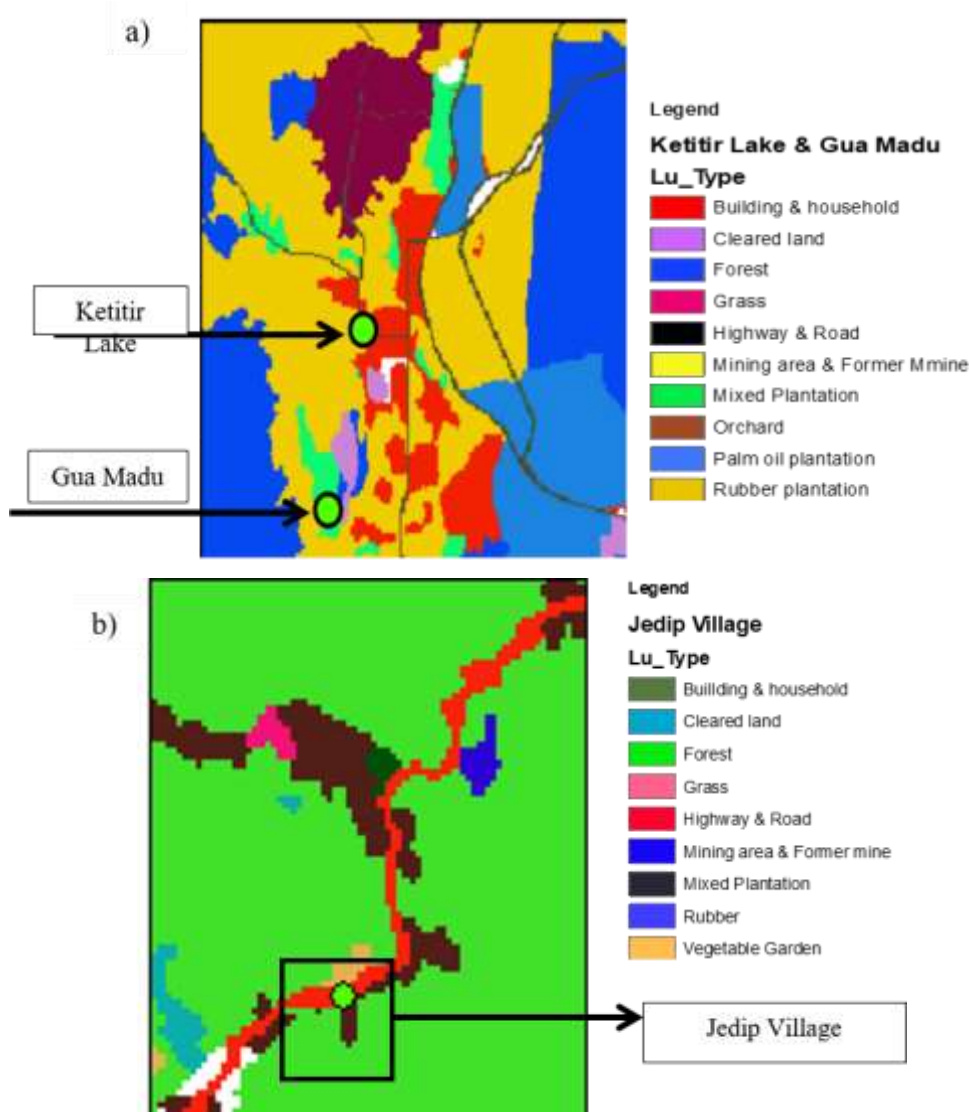 a)
Legend
Ketitir Lake & Gua Madu
Lu_Type
Building & household
Cleared land
Forest
Grass
Highway & Road
Mining area & Former Mmine
Mixed Plantation
Orchard
Palm oil plantation
Rubber plantation
Ketitir
Lake
Gua Madu
b)
Legend
Jedip Village
Lu_Type
Buillding & household
Cleared land
Forest
Grass
Highway & Road
Mining area & Former mine
Mixed Plantation
Rubber
Vegetable Garden
Jedip Village